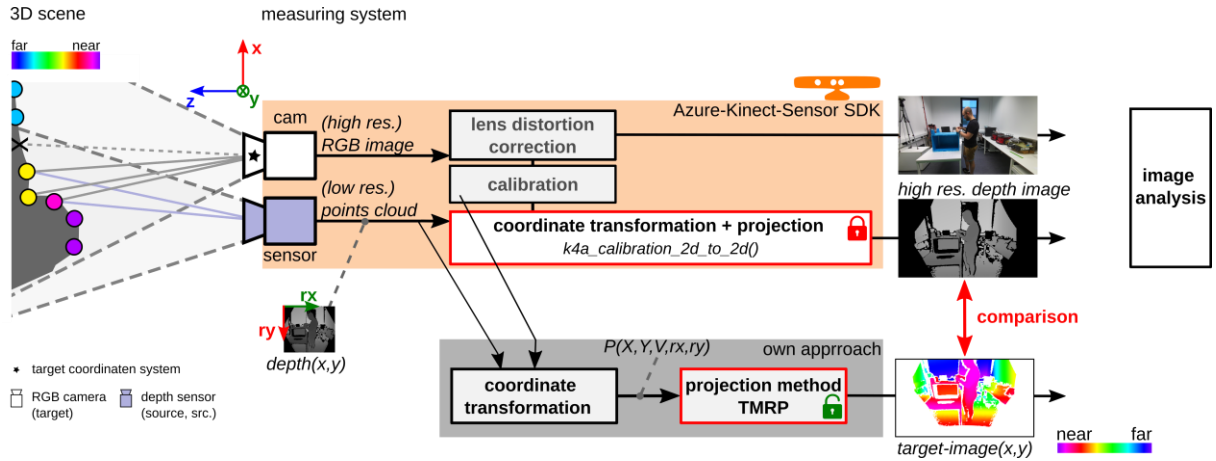 3D scene
measuring system
far
near
x
z
y
cam
(high res.)
RGB image
lens distortion
correction
Azure-Kinect-Sensor SDK
calibration
(low res.)
points cloud
sensor
coordinate transformation + projection
k4a_calibration_2d_to_2d()
high res. depth image
image
analysis
rx
ry
depth(x,y)
comparison
P(X,Y,V,rx,ry)
own apprroach
coordinate
transformation
projection method
TMRP
target-image(x,y)
near
far
target coordinaten system
RGB camera
(target)
depth sensor
(source, src.)